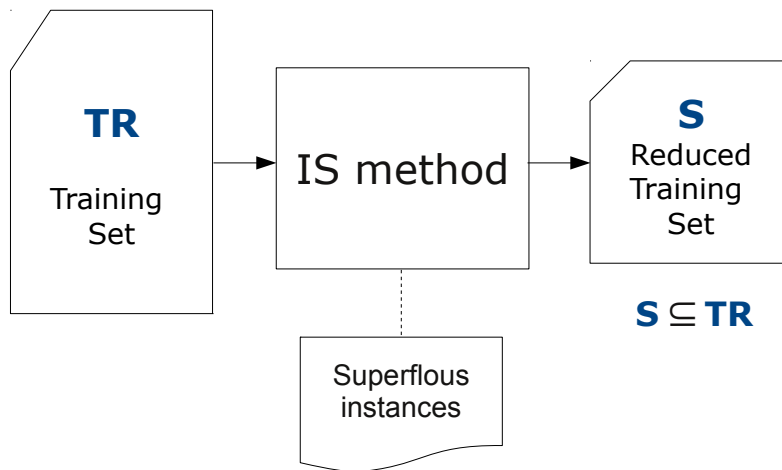 TR
Training
Set
IS method
S
Reduced
Training
Set
S ⊆ TR
Superflous
instances